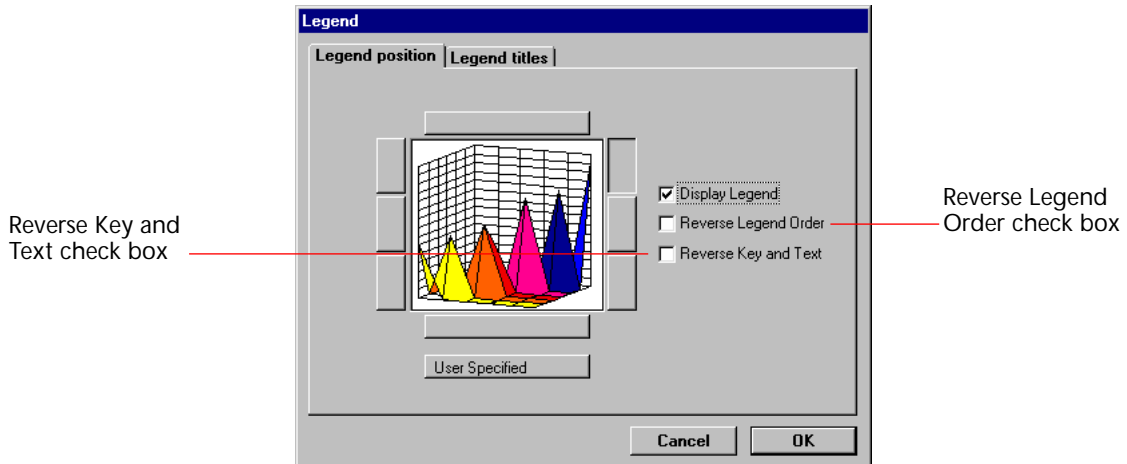 Legend
Legend position
Legend titles
Display Legend
Reverse Legend Order
Reverse Key and Text
User Specified
Cancel
OK
Reverse Key and
Text check box
Reverse Legend
Order check box